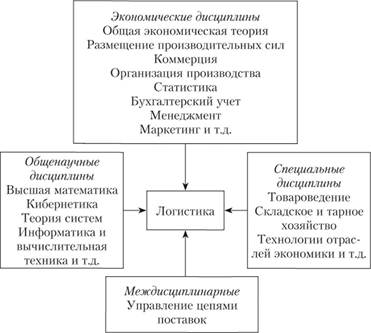 Экономические дисциплины
Общая экономическая теория
Размещение производительных сил
Коммерция
Организация производства
Статистика
Бухгалтерский учет
Менеджмент
Маркетинг и т.д.
Общенаучные
дисциплины
Высшая математика
Кибернетика
Теория систем
Информатика и
вычислительная
техника и т.д.
Логистика
Специальные
дисциплины
Товароведение
Складское и тарное
хозяйство
Технологии отрас-
лей экономики и т.д.
Междисциплинарные
Управление цепями
поставок